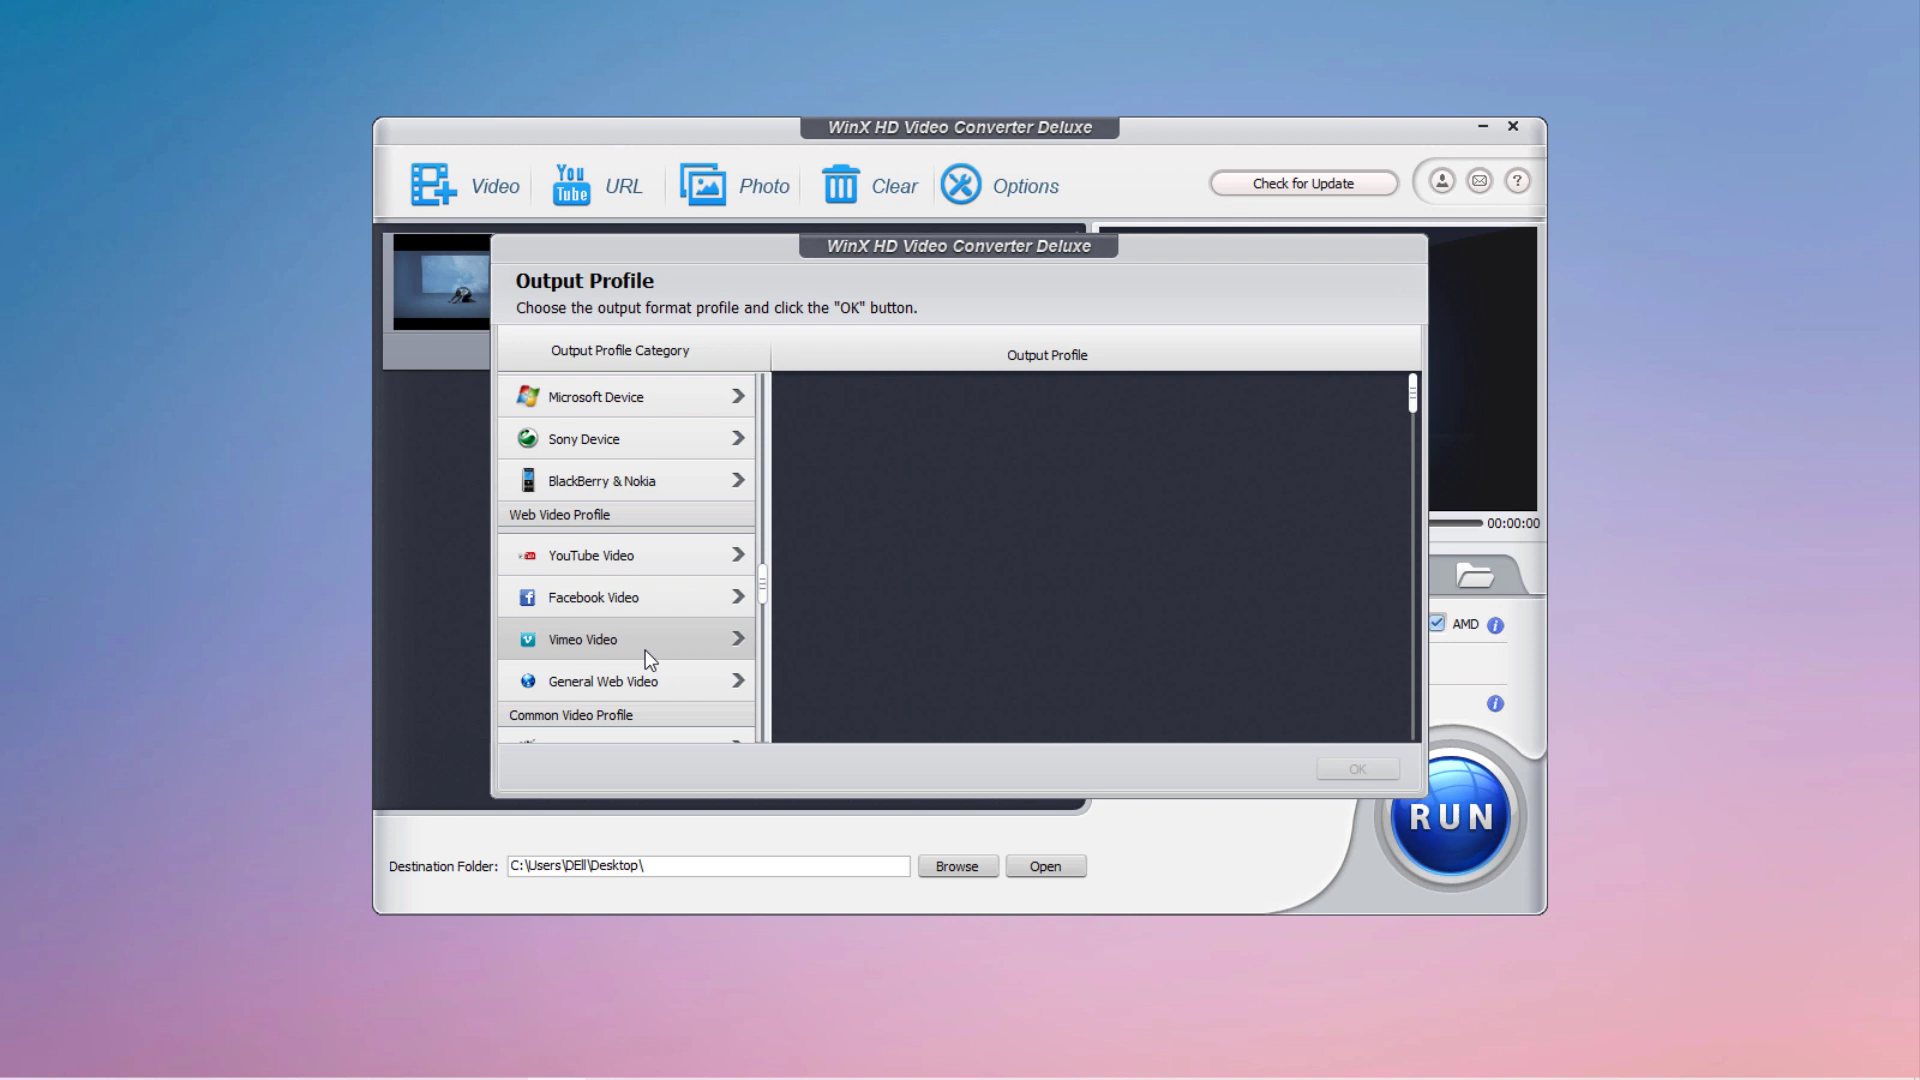 WinX HD Video Converter Deluxe
Video
You
Tube
URL
Photo
Clear
Options
Check for Update
?
WinX HD Video Converter Deluxe
Output Profile
Choose the output format profile and click the "OK" button.
Output Profile Category
Output Profile
Microsoft Device
Sony Device
BlackBerry & Nokia
Web Video Profile
YouTube Video
Facebook Video
Vimeo Video
General Web Video
Common Video Profile
00:00:00
AMD
OK
RUN
Destination Folder:
C:\Users\DEll\Desktop\
Browse
Open